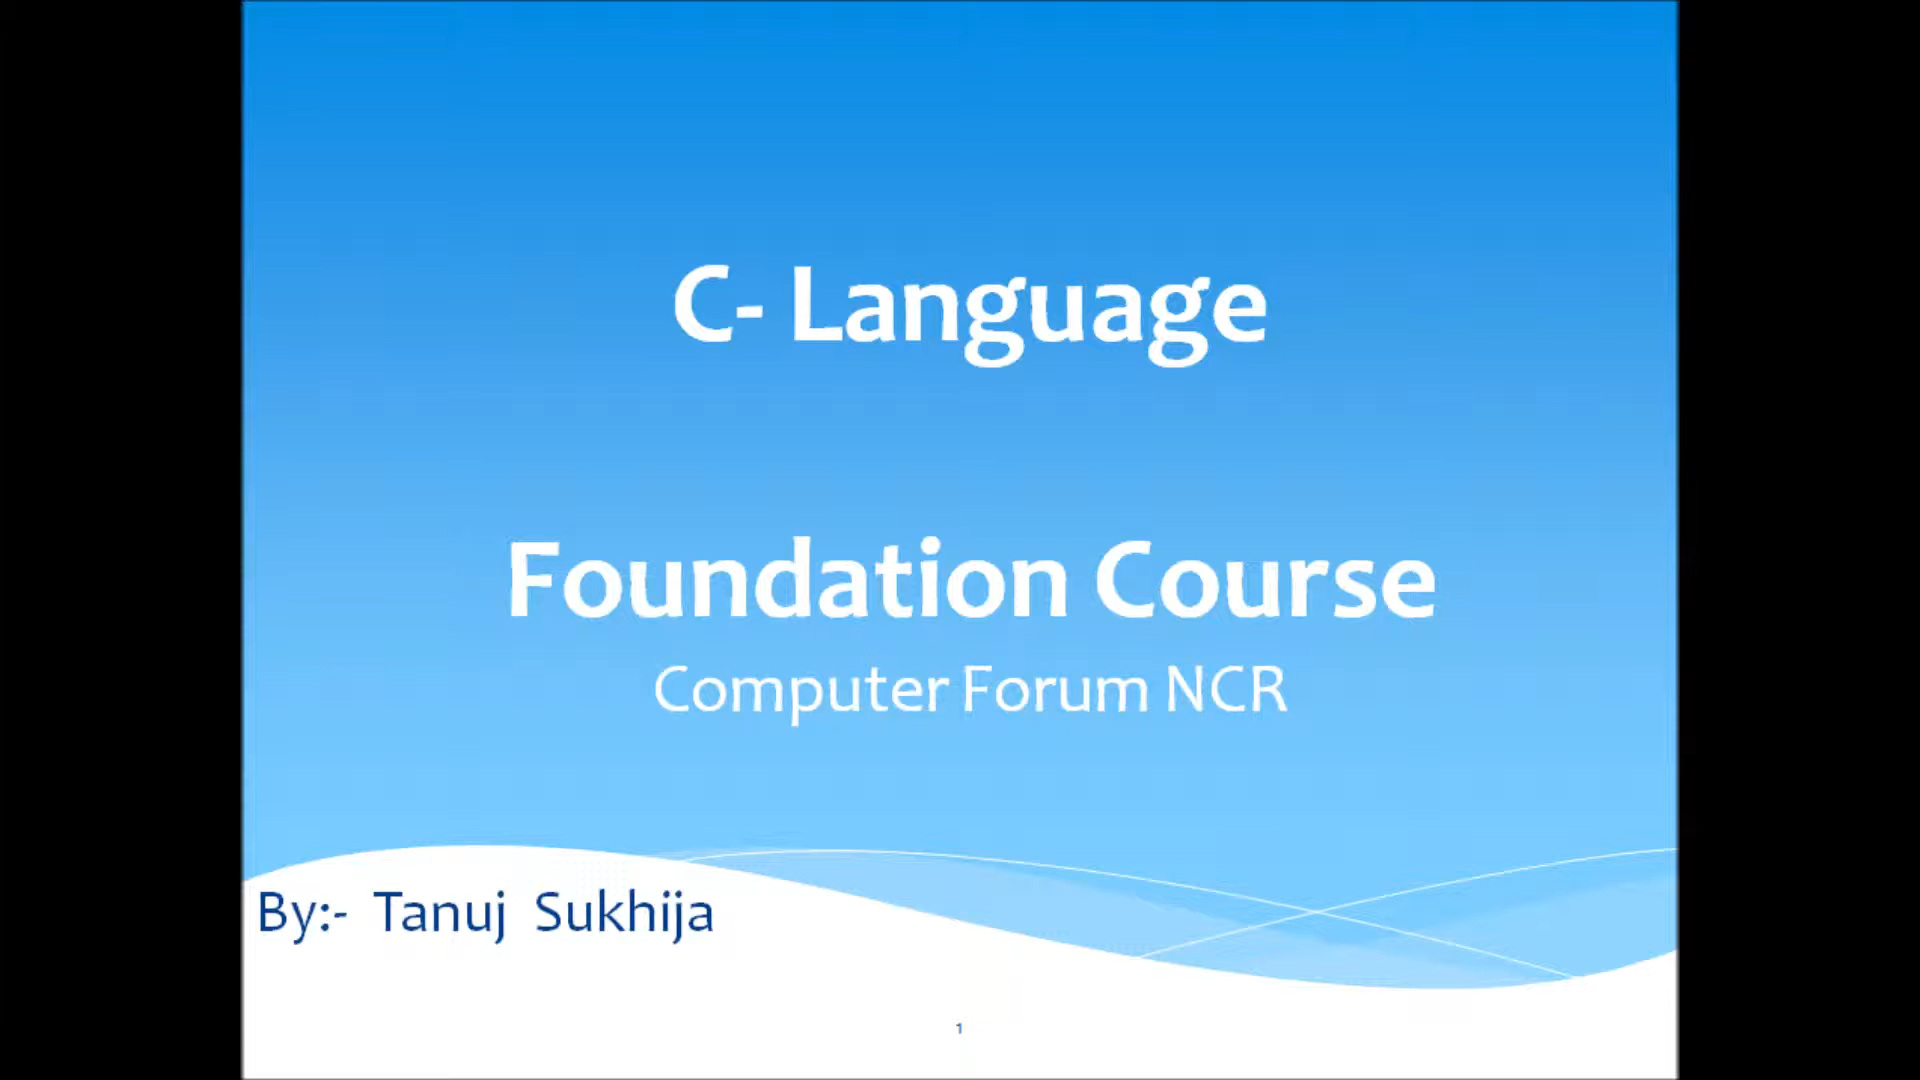 C- Language
Foundation Course
Computer Forum NCR
By:- Tanuj Sukhija
1